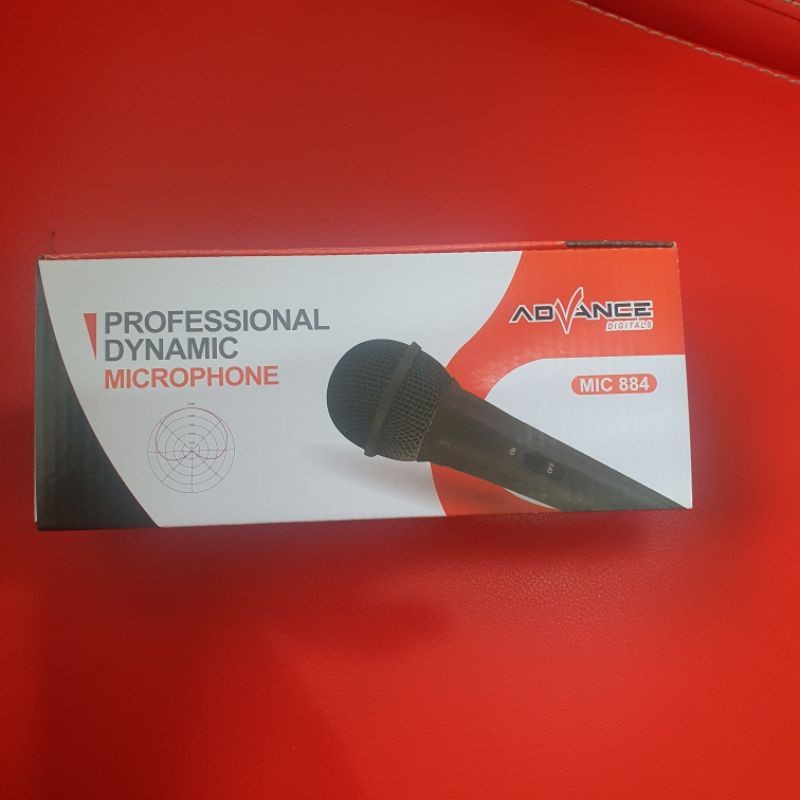 PROFESSIONAL
DYNAMIC
MICROPHONE
ADVANCE
DIGITALS
MIC 884
ON
OFF